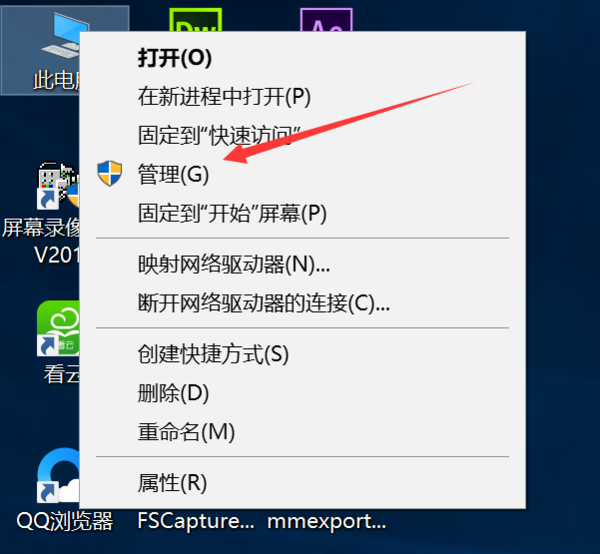 Dw
Ae
此电脑
打开(O)
在新进程中打开(P)
固定到“快速访问”
管理(G)
固定到“开始”屏幕(P)
屏幕录像
V201
映射网络驱动器(N)...
断开网络驱动器的连接(C)...
看云
看云
创建快捷方式(S)
删除(D)
重命名(M)
属性(R)
QQ浏览器
FSCapture...
mmexport...